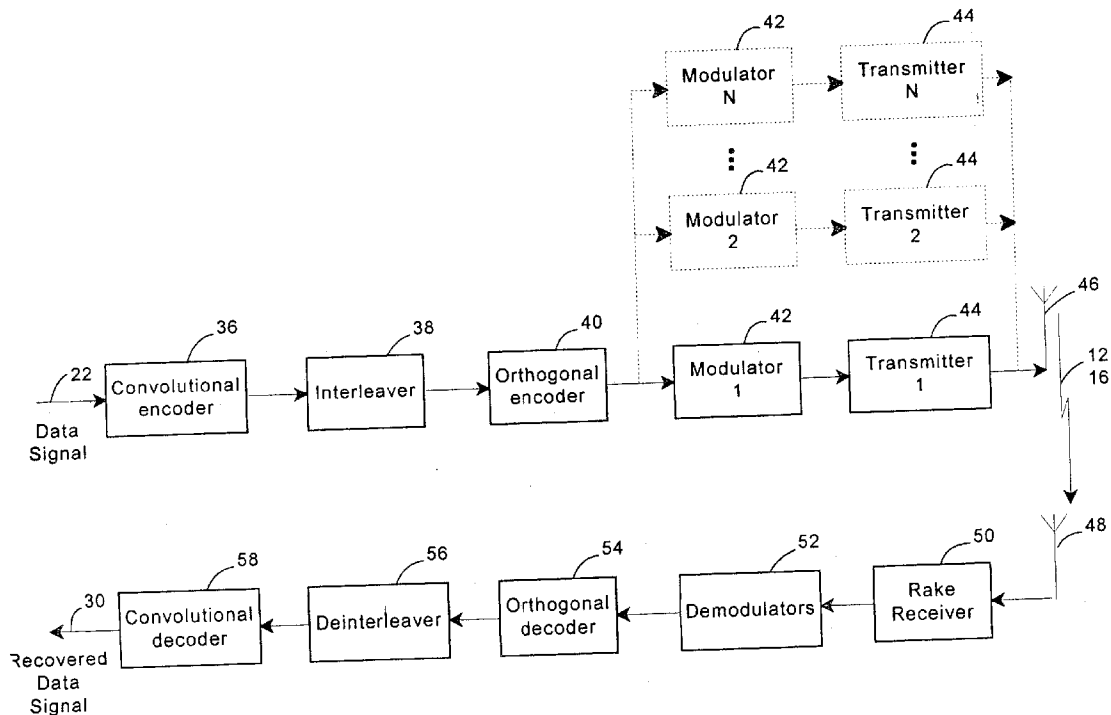 42
44
Modulator
N
Transmitter
N
42
44
Modulator
2
Transmitter
2
36
38
40
42
44
46
22
Convolutional
encoder
Interleaver
Orthogonal
encoder
Modulator
1
Transmitter
1
12
16
Data
Signal
58
56
54
52
50
48
30
Convolutional
decoder
Deinterleaver
Orthogonal
decoder
Demodulators
Rake
Receiver
Recovered
Data
Signal